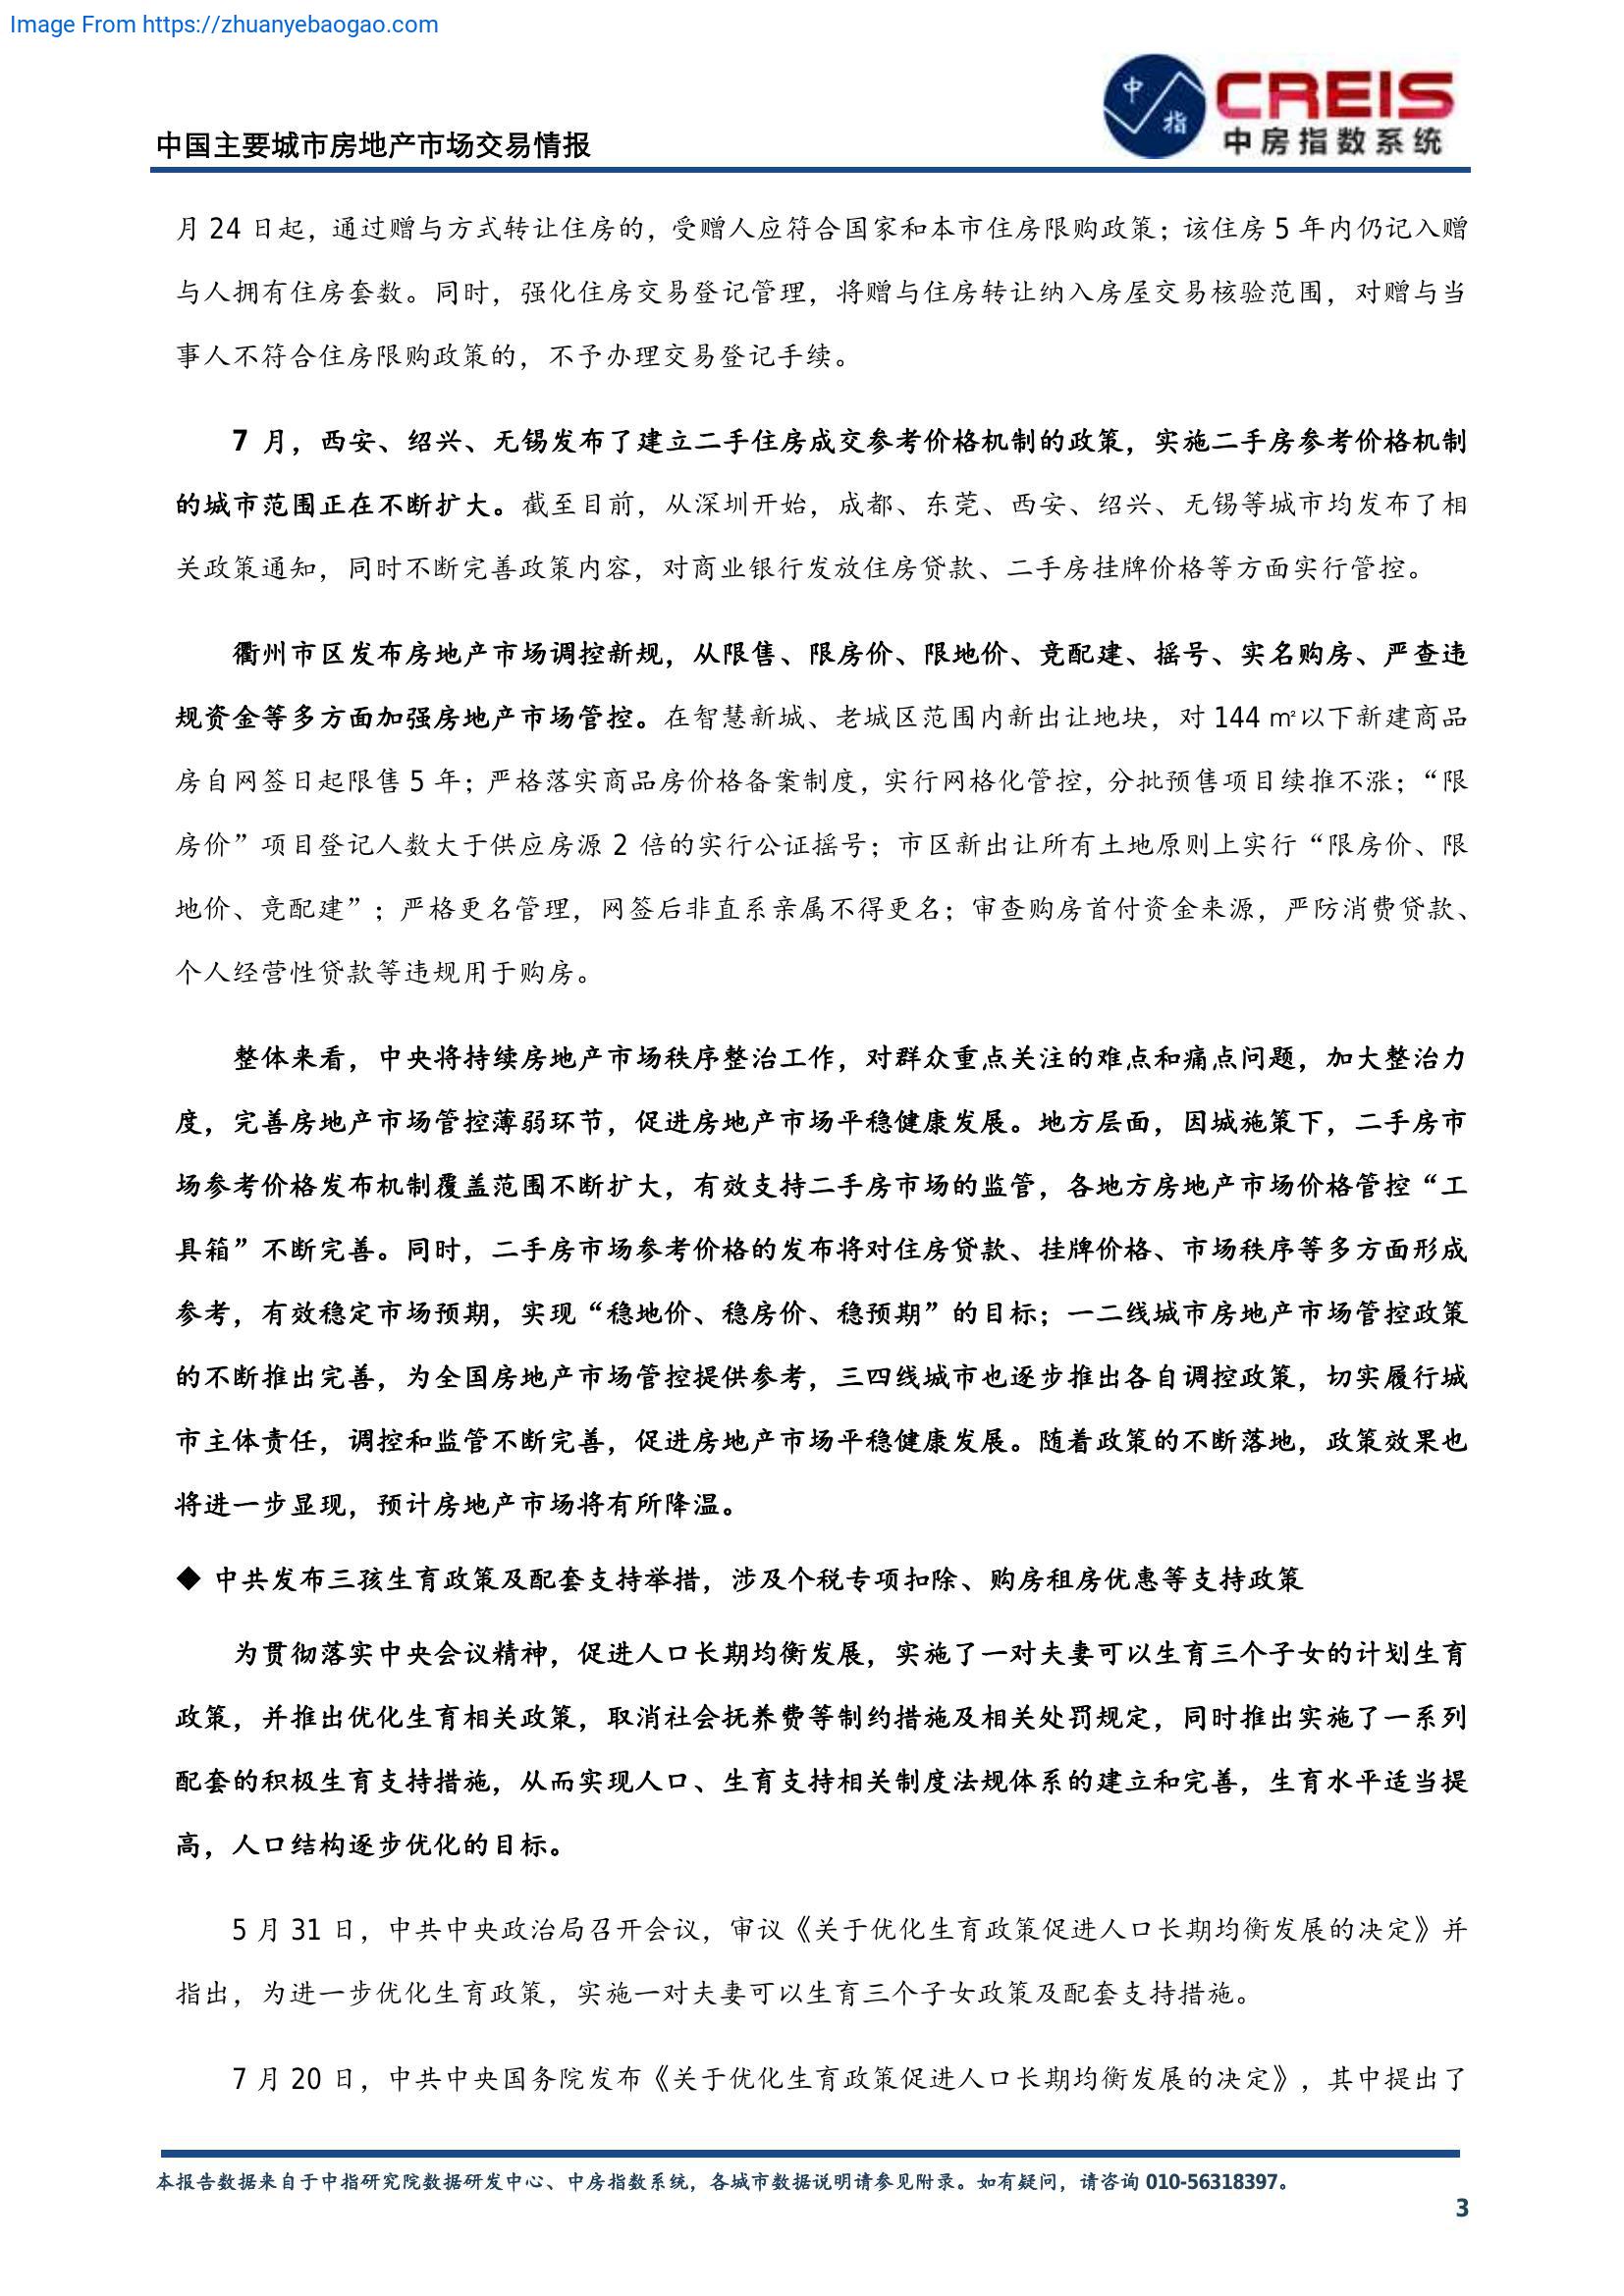 Image From https://zhuanyebaogao.com
中指
CREIS
中房指数系统
中国主要城市房地产市场交易情报
月 24 日起，通过赠与方式转让住房的，受赠人应符合国家和本市住房限购政策；该住房 5 年内仍记入赠
与人拥有住房套数。同时，强化住房交易登记管理，将赠与住房转让纳入房屋交易核验范围，对赠与当
事人不符合住房限购政策的，不予办理交易登记手续。
7 月，西安、绍兴、无锡发布了建立二手住房成交参考价格机制的政策，实施二手房参考价格机制
的城市范围正在不断扩大。截至目前，从深圳开始，成都、东莞、西安、绍兴、无锡等城市均发布了相
关政策通知，同时不断完善政策内容，对商业银行发放住房贷款、二手房挂牌价格等方面实行管控。
衢州市区发布房地产市场调控新规，从限售、限房价、限地价、竞配建、摇号、实名购房、严查违
规资金等多方面加强房地产市场管控。在智慧新城、老城区范围内新出让地块，对 144 ㎡以下新建商品
房自网签日起限售 5 年；严格落实商品房价格备案制度，实行网格化管控，分批预售项目续推不涨；“限
房价”项目登记人数大于供应房源 2 倍的实行公证摇号；市区新出让所有土地原则上实行“限房价、限
地价、竞配建”；严格更名管理，网签后非直系亲属不得更名；审查购房首付资金来源，严防消费贷款、
个人经营性贷款等违规用于购房。
整体来看，中央将持续房地产市场秩序整治工作，对群众重点关注的难点和痛点问题，加大整治力
度，完善房地产市场管控薄弱环节，促进房地产市场平稳健康发展。地方层面，因城施策下，二手房市
场参考价格发布机制覆盖范围不断扩大，有效支持二手房市场的监管，各地方房地产市场价格管控“工
具箱”不断完善。同时，二手房市场参考价格的发布将对住房贷款、挂牌价格、市场秩序等多方面形成
参考，有效稳定市场预期，实现“稳地价、稳房价、稳预期”的目标；一二线城市房地产市场管控政策
的不断推出完善，为全国房地产市场管控提供参考，三四线城市也逐步推出各自调控政策，切实履行城
市主体责任，调控和监管不断完善，促进房地产市场平稳健康发展。随着政策的不断落地，政策效果也
将进一步显现，预计房地产市场将有所降温。
◆ 中共发布三孩生育政策及配套支持举措，涉及个税专项扣除、购房租房优惠等支持政策
为贯彻落实中央会议精神，促进人口长期均衡发展，实施了一对夫妻可以生育三个子女的计划生育
政策，并推出优化生育相关政策，取消社会抚养费等制约措施及相关处罚规定，同时推出实施了一系列
配套的积极生育支持措施，从而实现人口、生育支持相关制度法规体系的建立和完善，生育水平适当提
高，人口结构逐步优化的目标。
5 月 31 日，中共中央政治局召开会议，审议《关于优化生育政策促进人口长期均衡发展的决定》并
指出，为进一步优化生育政策，实施一对夫妻可以生育三个子女政策及配套支持措施。
7 月 20 日，中共中央国务院发布《关于优化生育政策促进人口长期均衡发展的决定》，其中提出了
本报告数据来自于中指研究院数据研发中心、中房指数系统，各城市数据说明请参见附录。如有疑问，请咨询 010-56318397。
3